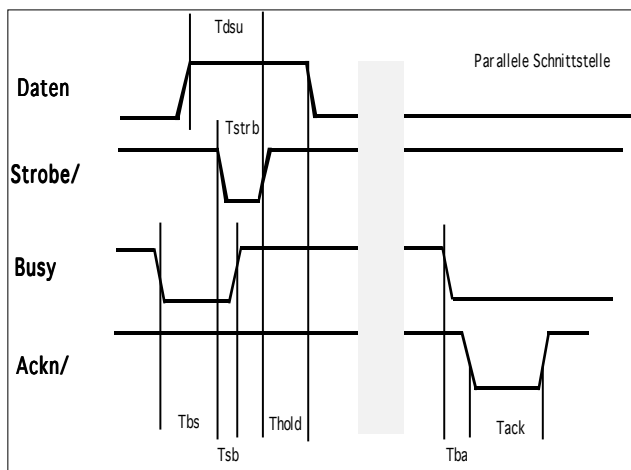 Tdsu
Parallele Schnittstelle
Daten
Tstrb
Strobe/
Busy
Ackn/
Tbs
Thold
Tack
Tsb
Tba